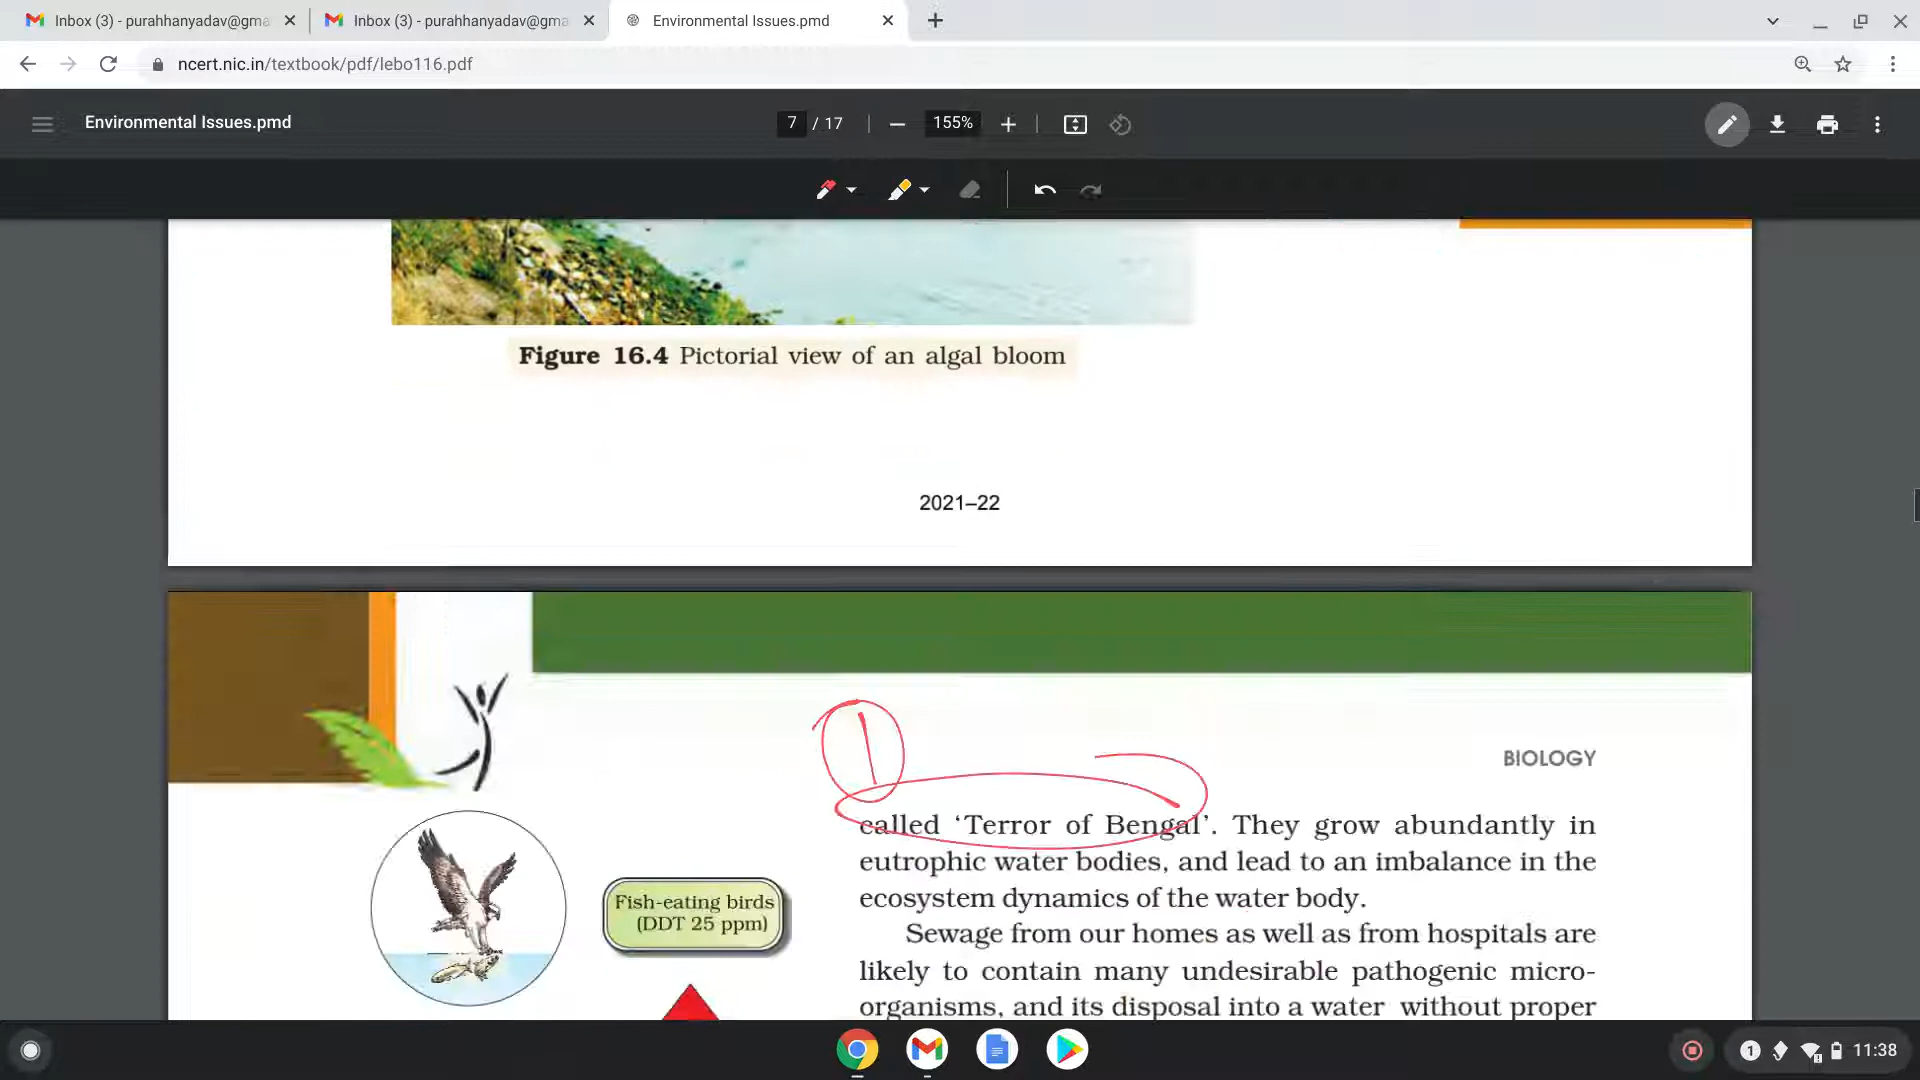 Inbox (3) - purahhanyadav@gma
Inbox (3) - purahhanyadav@gma
Environmental Issues.pmd
ncert.nic.in/textbook/pdf/lebo116.pdf
Environmental Issues.pmd
7 / 17
155%
Figure 16.4 Pictorial view of an algal bloom
2021–22
1
BIOLOGY
called ‘Terror of Bengal’. They grow abundantly in
eutrophic water bodies, and lead to an imbalance in the
ecosystem dynamics of the water body.
Fish-eating birds
(DDT 25 ppm)
Sewage from our homes as well as from hospitals are
likely to contain many undesirable pathogenic micro-
organisms, and its disposal into a water without proper
1
11:38